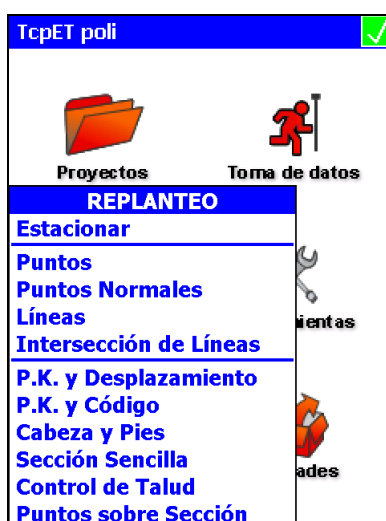 TcpET poli
Proyectos
Toma de datos
REPLANTEO
Estacionar
Puntos
Puntos Normales
Líneas
Intersección de Líneas
P.K. y Desplazamiento
P.K. y Código
Cabeza y Pies
Sección Sencilla
Control de Talud
Puntos sobre Sección
ientas
ades